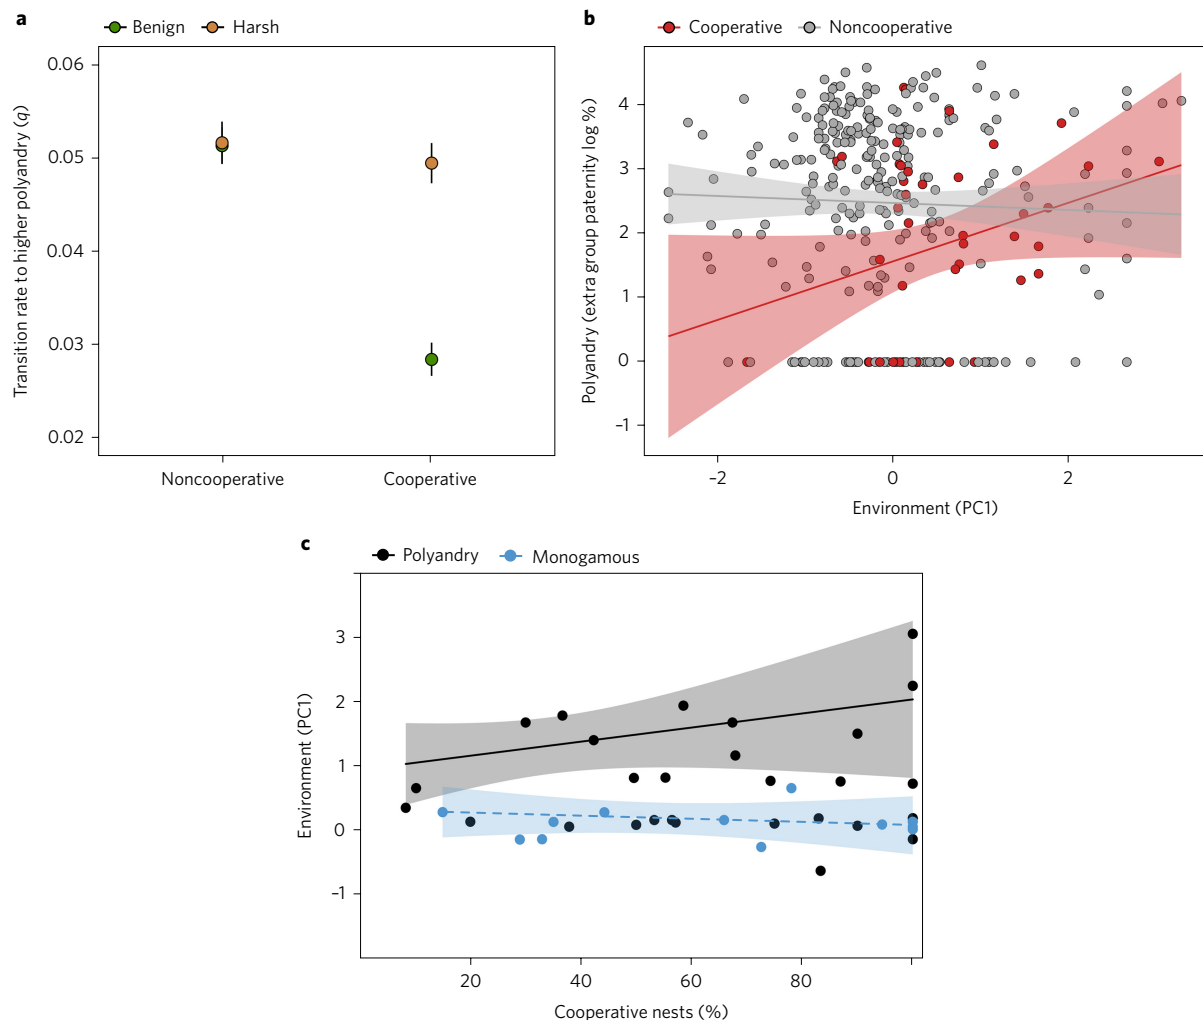 a
Benign
Harsh
0.06
0.05
0.04
0.03
0.02
Transition rate to higher polyandry (q)
Noncooperative
Cooperative
b
Cooperative
Noncooperative
4
3
2
1
0
–1
Polyandry (extra group paternity log %)
–2
0
2
Environment (PC1)
c
Polyandry
Monogamous
3
2
1
0
–1
Environment (PC1)
20
40
60
80
Cooperative nests (%)